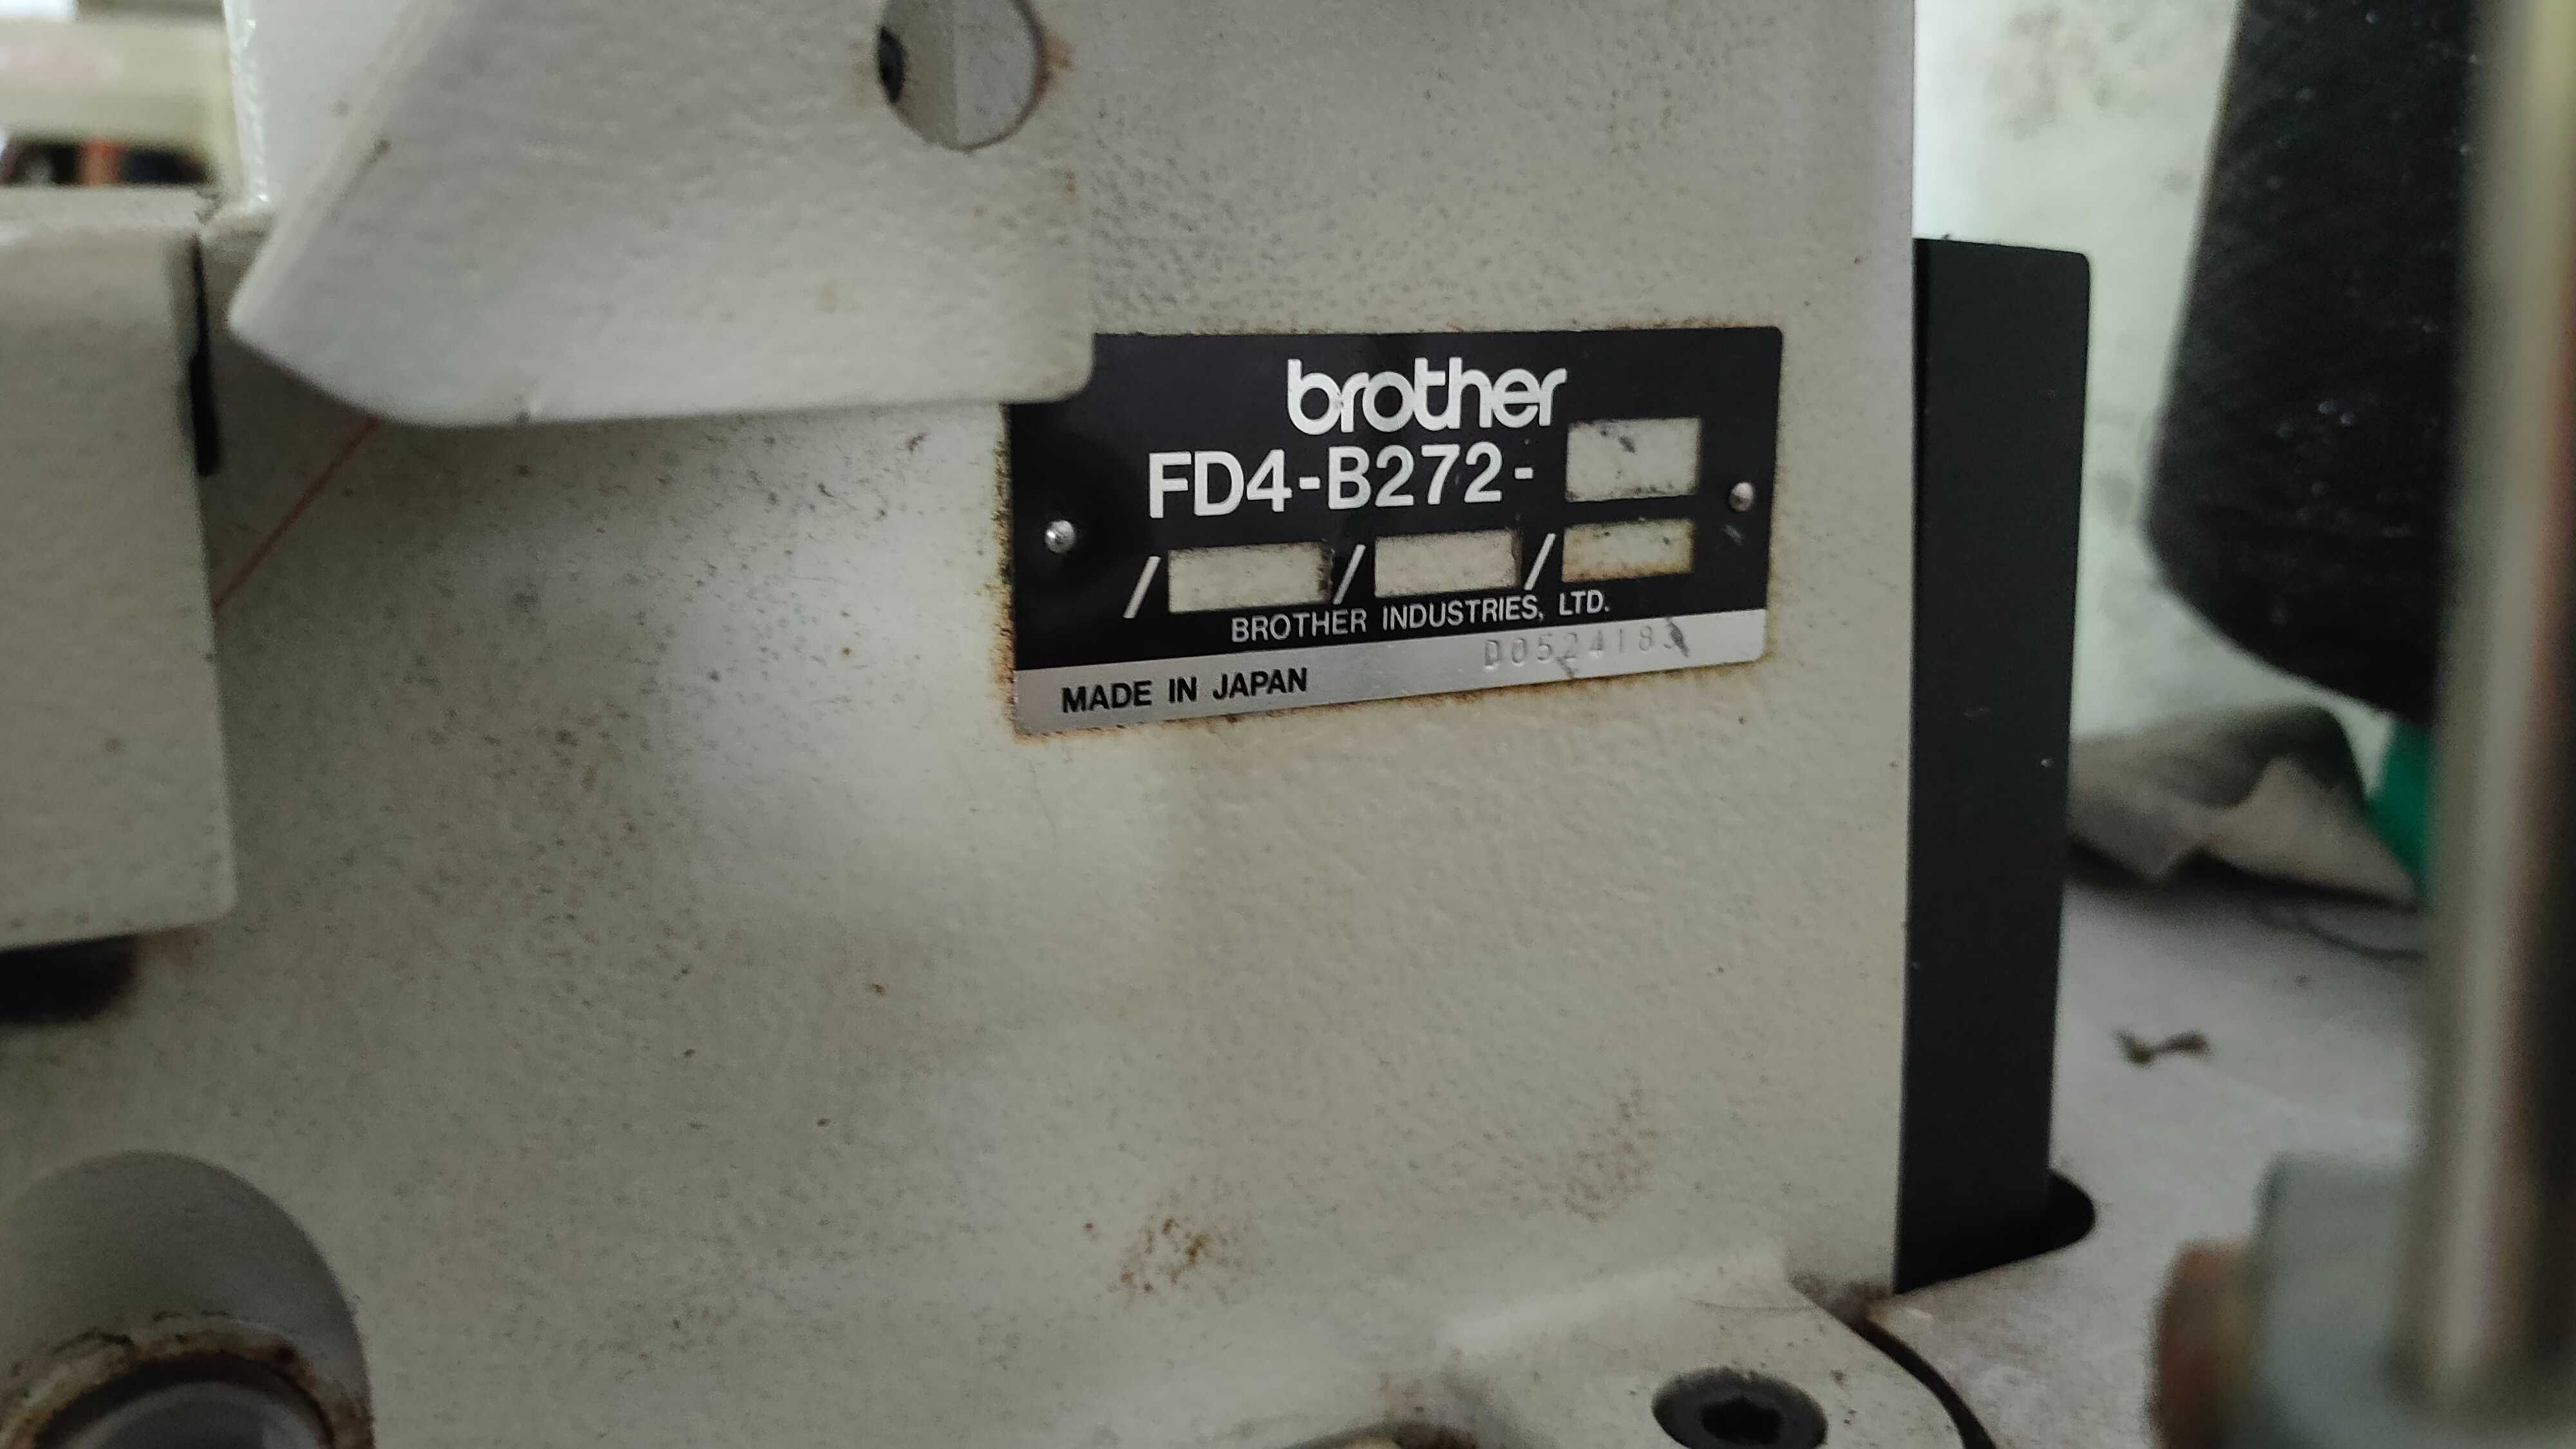 brother
FD4-B272-
/ / /
BROTHER INDUSTRIES, LTD.
MADE IN JAPAN